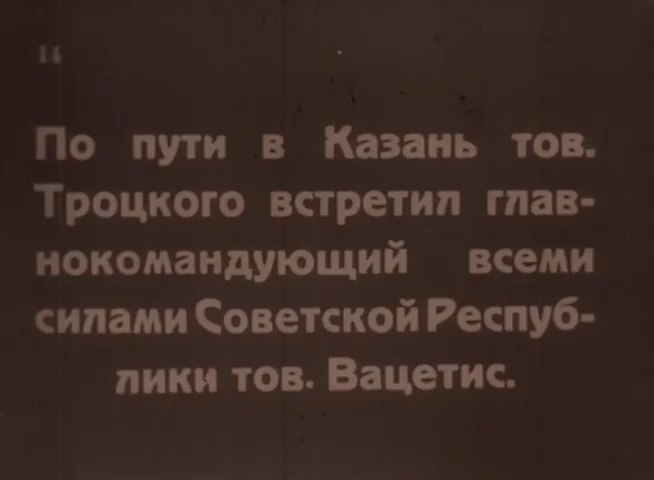 14
По пути в Казань тов.
Троцкого встретил глав-
нокомандующий всеми
силами Советской Респуб-
лики тов. Вацетис.